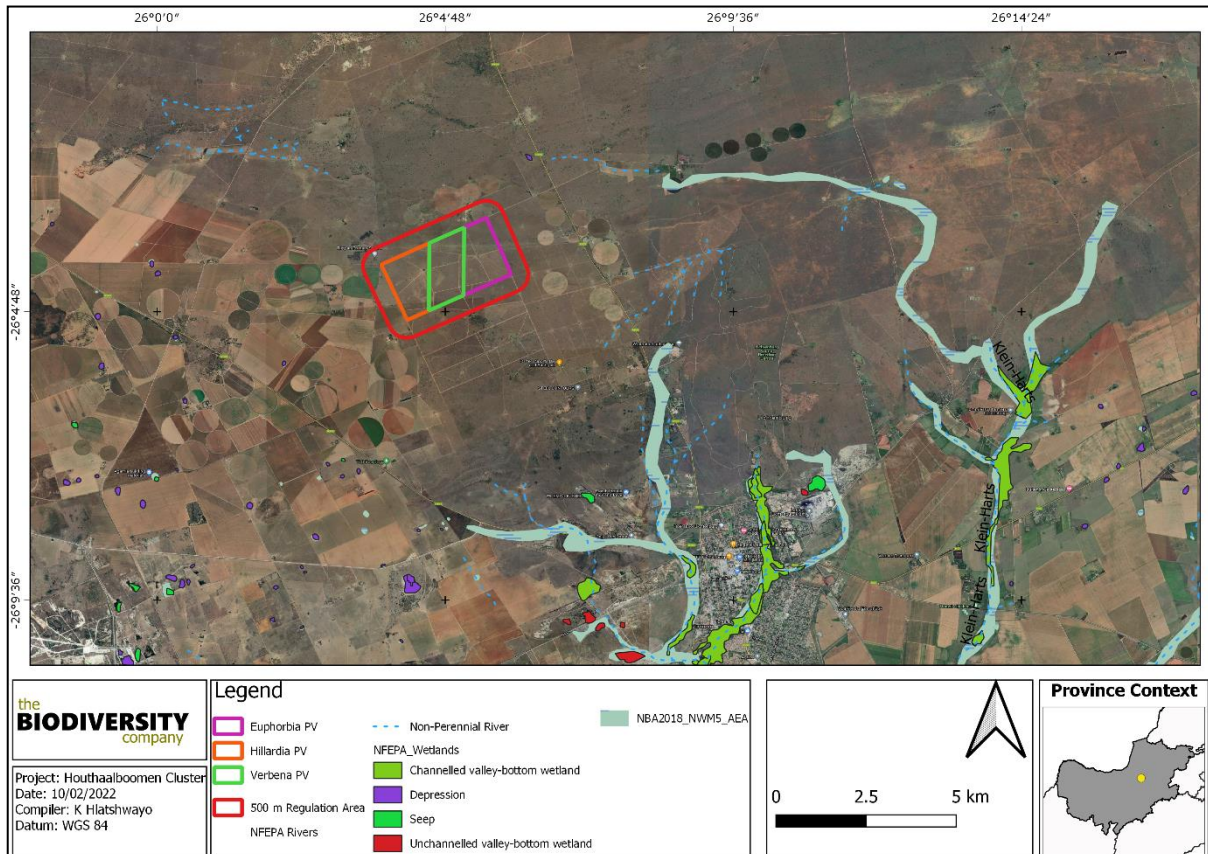 26°0′0″ 26°4′48″ 26°9′36″ 26°14′24″
-26°4′48″
-26°9′36″
Klein-Harts
Klein-Harts
Klein-Harts
the
BIODIVERSITY
company
Project: Houthaalboomen Cluster
Date: 10/02/2022
Compiler: K Hlatshwayo
Datum: WGS 84
Legend
Euphorbia PV
Hillardia PV
Verbena PV
500 m Regulation Area
NFEPA Rivers
Non-Perennial River
NFEPA_Wetlands
Channelled valley-bottom wetland
Depression
Seep
Unchannelled valley-bottom wetland
NBA2018_NWM5_AEA
0 2.5 5 km
Province Context